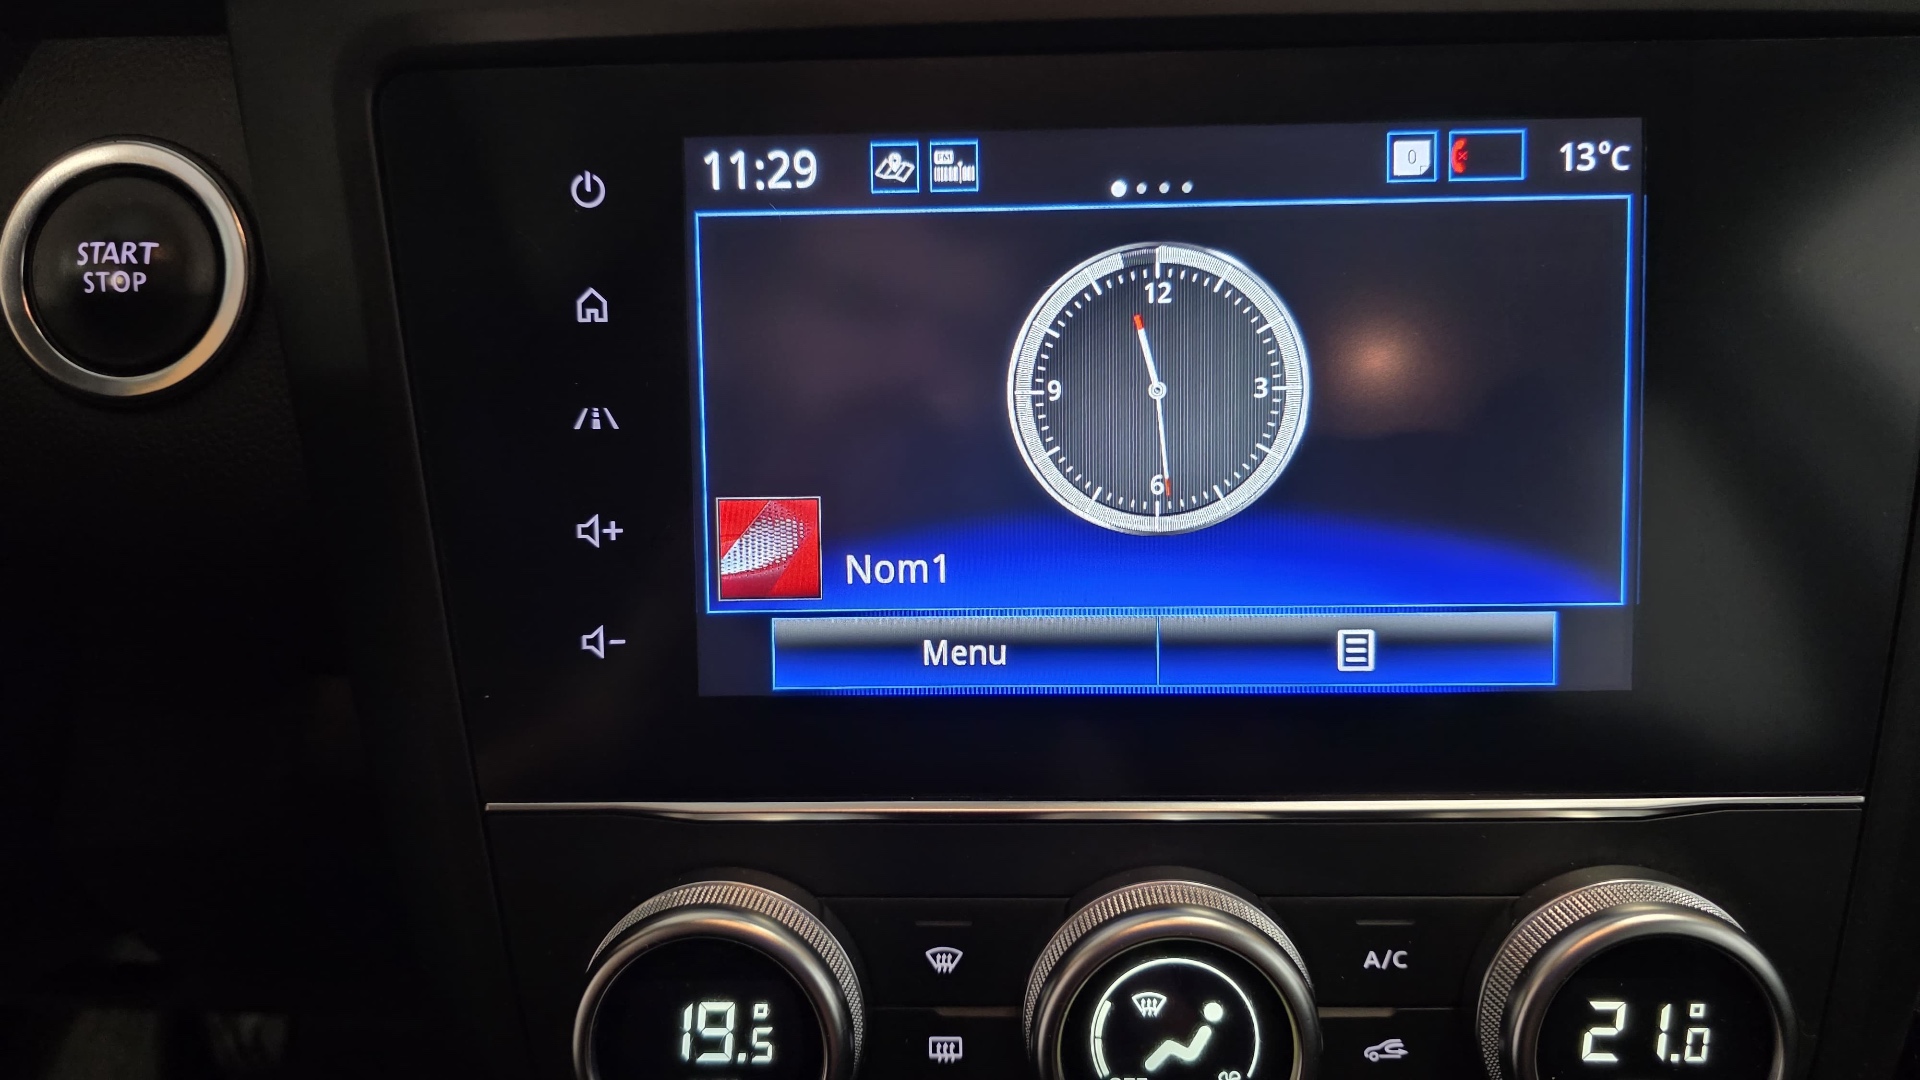 START
STOP
11:29
FM
0
13°C
12
9
3
6
Nom1
Menu
A/C
19.5°
21.0°